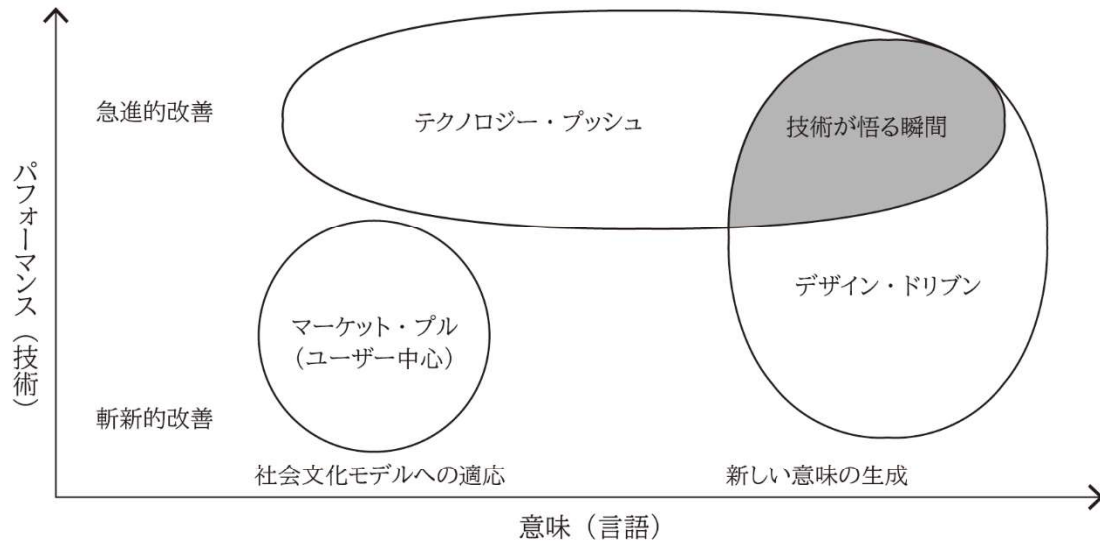 急進的改善
テクノロジー・プッシュ
技術が悟る瞬間
パフォーマンス（技術）
マーケット・プル
（ユーザー中心）
デザイン・ドリブン
斬新的改善
社会文化モデルへの適応
新しい意味の生成
意味（言語）